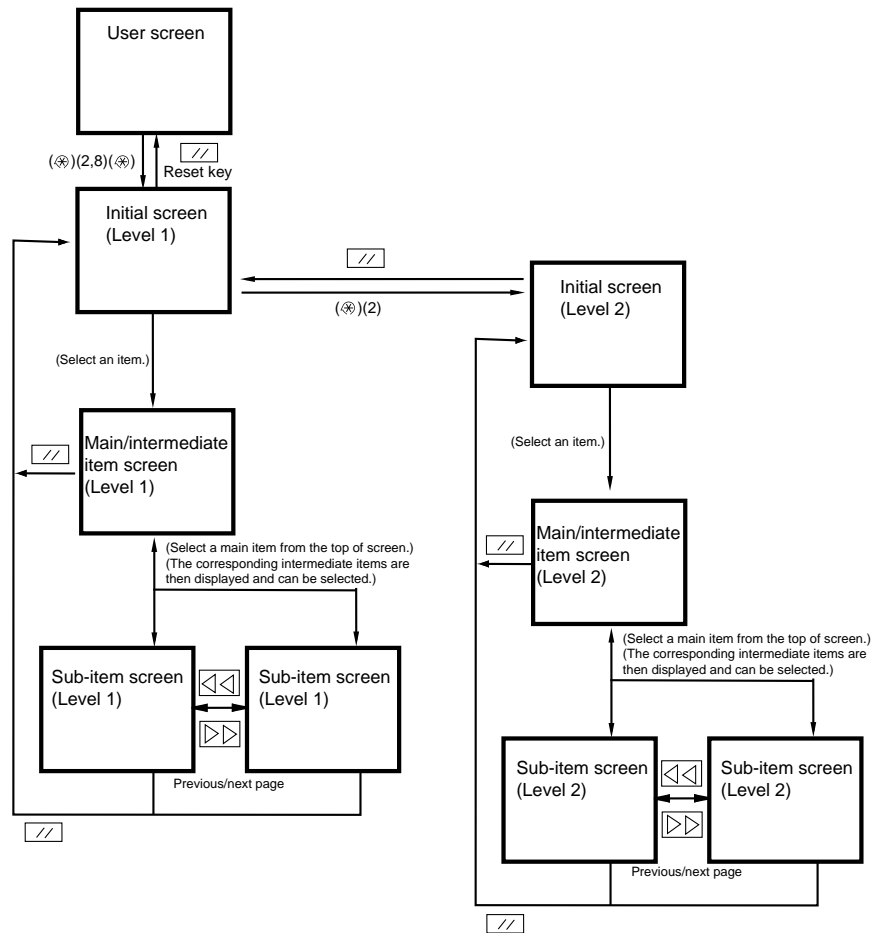 User screen
(✱)(2,8)(✱)
Reset key
Initial screen
(Level 1)
(✱)(2)
Initial screen
(Level 2)
(Select an item.)
Main/intermediate
item screen
(Level 1)
(Select a main item from the top of screen.)
(The corresponding intermediate items are
then displayed and can be selected.)
Sub-item screen
(Level 1)
Sub-item screen
(Level 1)
Previous/next page
(Select an item.)
Main/intermediate
item screen
(Level 2)
(Select a main item from the top of screen.)
(The corresponding intermediate items are
then displayed and can be selected.)
Sub-item screen
(Level 2)
Sub-item screen
(Level 2)
Previous/next page